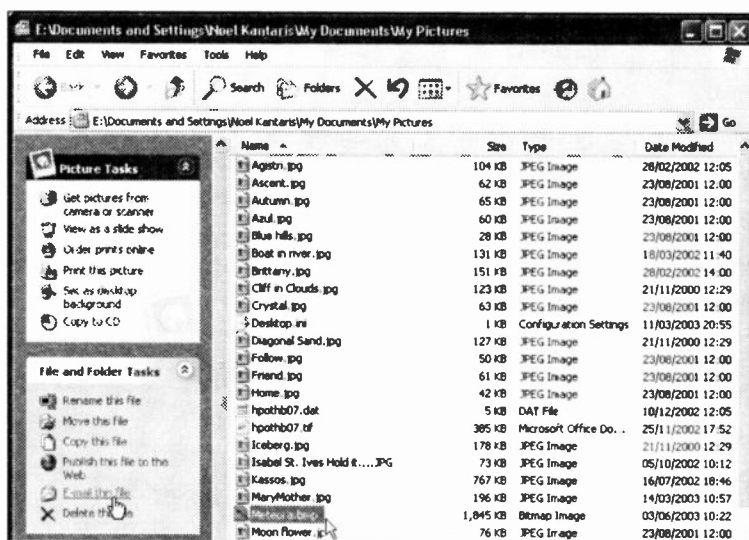 E:\Documents and Settings\Noel Kantaris\My Documents\My Pictures
File Edit View Favorites Tools Help
Back Search Folders Favorites
Address E:\Documents and Settings\Noel Kantaris\My Documents\My Pictures Go
Picture Tasks
Get pictures from
camera or scanner
View as a slide show
Order prints online
Print this picture
Set as desktop
background
Copy to CD
File and Folder Tasks
Rename this file
Move this file
Copy this file
Publish this file to the
Web
E-mail this file
Delete this file
Name Size Type Date Modified
Agistri.jpg 104 KB JPEG Image 28/02/2002 12:05
Ascent.jpg 62 KB JPEG Image 23/08/2001 12:00
Autumn.jpg 65 KB JPEG Image 23/08/2001 12:00
Azul.jpg 60 KB JPEG Image 23/08/2001 12:00
Blue hills.jpg 28 KB JPEG Image 23/08/2001 12:00
Boat in river.jpg 131 KB JPEG Image 18/03/2002 11:40
Brittany.jpg 151 KB JPEG Image 28/02/2002 14:00
Cliff in Clouds.jpg 123 KB JPEG Image 21/11/2000 12:29
Crystal.jpg 63 KB JPEG Image 23/08/2001 12:00
Desktop.ini 1 KB Configuration Settings 11/03/2003 20:55
Diagonal Sand.jpg 127 KB JPEG Image 21/11/2000 12:29
Follow.jpg 50 KB JPEG Image 23/08/2001 12:00
Friend.jpg 61 KB JPEG Image 23/08/2001 12:00
Home.jpg 42 KB JPEG Image 23/08/2001 12:00
hpothb07.dat 5 KB DAT File 10/12/2002 12:05
hpothb07.tif 385 KB Microsoft Office Do... 25/11/2002 17:52
Iceberg.jpg 178 KB JPEG Image 21/11/2000 12:29
Isabel St. Ives Hold it....JPG 73 KB JPEG Image 05/10/2002 10:12
Kassos.jpg 767 KB JPEG Image 16/07/2002 18:46
MaryMother.jpg 196 KB JPEG Image 14/03/2003 10:57
Meteora.bmp 1,845 KB Bitmap Image 03/06/2003 10:22
Moon flower.jpg 76 KB JPEG Image 23/08/2001 12:00